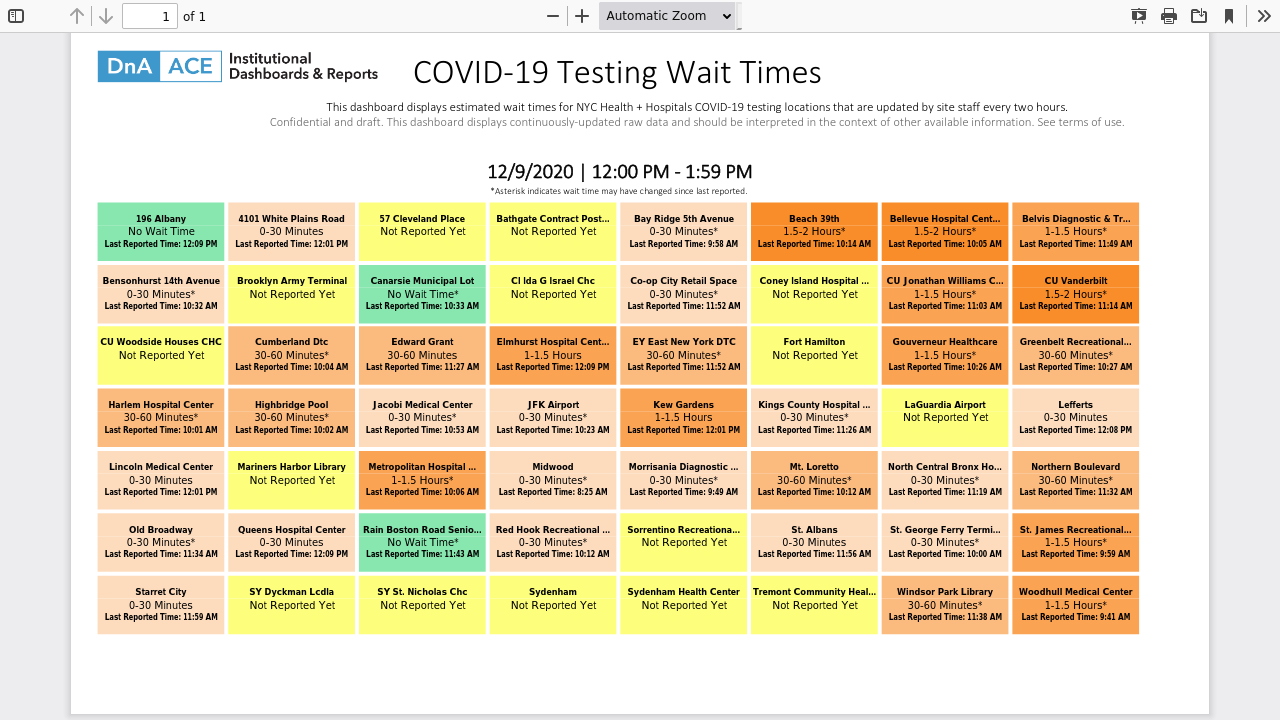 1 of 1 Automatic Zoom
DnA ACE Institutional
Dashboards & Reports
COVID-19 Testing Wait Times
This dashboard displays estimated wait times for NYC Health + Hospitals COVID-19 testing locations that are updated by site staff every two hours.
Confidential and draft. This dashboard displays continuously-updated raw data and should be interpreted in the context of other available information. See terms of use.
12/9/2020 | 12:00 PM - 1:59 PM
*Asterisk indicates wait time may have changed since last reported.
196 Albany
No Wait Time
Last Reported Time: 12:09 PM
4101 White Plains Road
0-30 Minutes
Last Reported Time: 12:01 PM
57 Cleveland Place
Not Reported Yet
Bathgate Contract Post...
Not Reported Yet
Bay Ridge 5th Avenue
0-30 Minutes*
Last Reported Time: 9:58 AM
Beach 39th
1.5-2 Hours*
Last Reported Time: 10:14 AM
Bellevue Hospital Cent...
1.5-2 Hours*
Last Reported Time: 10:05 AM
Belvis Diagnostic & Tr...
1-1.5 Hours*
Last Reported Time: 11:49 AM
Bensonhurst 14th Avenue
0-30 Minutes*
Last Reported Time: 10:32 AM
Brooklyn Army Terminal
Not Reported Yet
Canarsie Municipal Lot
No Wait Time*
Last Reported Time: 10:33 AM
CI Ida G Israel Chc
Not Reported Yet
Co-op City Retail Space
0-30 Minutes*
Last Reported Time: 11:52 AM
Coney Island Hospital ...
Not Reported Yet
CU Jonathan Williams C...
1-1.5 Hours*
Last Reported Time: 11:03 AM
CU Vanderbilt
1.5-2 Hours*
Last Reported Time: 11:14 AM
CU Woodside Houses CHC
Not Reported Yet
Cumberland Dtc
30-60 Minutes*
Last Reported Time: 10:04 AM
Edward Grant
30-60 Minutes
Last Reported Time: 11:27 AM
Elmhurst Hospital Cent...
1-1.5 Hours
Last Reported Time: 12:09 PM
EY East New York DTC
30-60 Minutes*
Last Reported Time: 11:52 AM
Fort Hamilton
Not Reported Yet
Gouverneur Healthcare
1-1.5 Hours*
Last Reported Time: 10:26 AM
Greenbelt Recreational...
30-60 Minutes*
Last Reported Time: 10:27 AM
Harlem Hospital Center
30-60 Minutes*
Last Reported Time: 10:01 AM
Highbridge Pool
30-60 Minutes*
Last Reported Time: 10:02 AM
Jacobi Medical Center
0-30 Minutes*
Last Reported Time: 10:53 AM
JFK Airport
0-30 Minutes*
Last Reported Time: 10:23 AM
Kew Gardens
1-1.5 Hours
Last Reported Time: 12:01 PM
Kings County Hospital ...
0-30 Minutes*
Last Reported Time: 11:26 AM
LaGuardia Airport
Not Reported Yet
Lefferts
0-30 Minutes
Last Reported Time: 12:08 PM
Lincoln Medical Center
0-30 Minutes
Last Reported Time: 12:01 PM
Mariners Harbor Library
Not Reported Yet
Metropolitan Hospital ...
1-1.5 Hours*
Last Reported Time: 10:06 AM
Midwood
0-30 Minutes*
Last Reported Time: 8:25 AM
Morrisania Diagnostic ...
0-30 Minutes*
Last Reported Time: 9:49 AM
Mt. Loretto
30-60 Minutes*
Last Reported Time: 10:12 AM
North Central Bronx Ho...
0-30 Minutes*
Last Reported Time: 11:19 AM
Northern Boulevard
30-60 Minutes*
Last Reported Time: 11:32 AM
Old Broadway
0-30 Minutes*
Last Reported Time: 11:34 AM
Queens Hospital Center
0-30 Minutes
Last Reported Time: 12:09 PM
Rain Boston Road Senio...
No Wait Time*
Last Reported Time: 11:43 AM
Red Hook Recreational ...
0-30 Minutes*
Last Reported Time: 10:12 AM
Sorrentino Recreationa...
Not Reported Yet
St. Albans
0-30 Minutes
Last Reported Time: 11:56 AM
St. George Ferry Termi...
0-30 Minutes*
Last Reported Time: 10:00 AM
St. James Recreational...
1-1.5 Hours*
Last Reported Time: 9:59 AM
Starret City
0-30 Minutes
Last Reported Time: 11:59 AM
SY Dyckman Lcdla
Not Reported Yet
SY St. Nicholas Chc
Not Reported Yet
Sydenham
Not Reported Yet
Sydenham Health Center
Not Reported Yet
Tremont Community Heal...
Not Reported Yet
Windsor Park Library
30-60 Minutes*
Last Reported Time: 11:38 AM
Woodhull Medical Center
1-1.5 Hours*
Last Reported Time: 9:41 AM